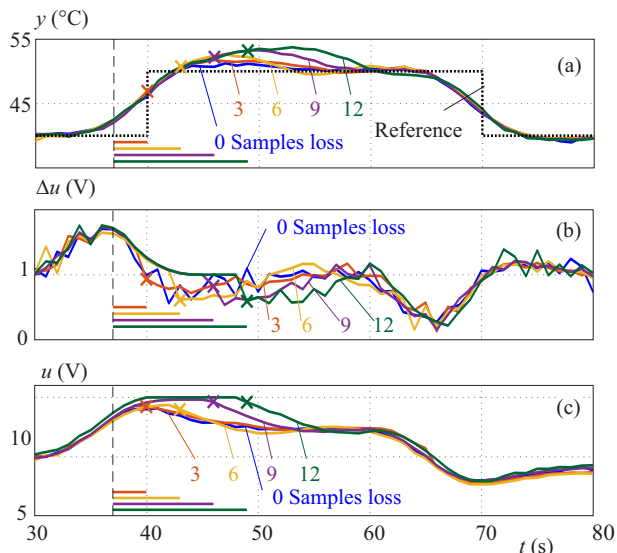 y (°C)
55
(a)
45
3 6 9 12
Reference
0 Samples loss
Δu (V)
0 Samples loss
(b)
1
3 6 9 12
0
u (V)
(c)
10
3 6 9 12
0 Samples loss
5
30 40 50 60 70 80
t (s)